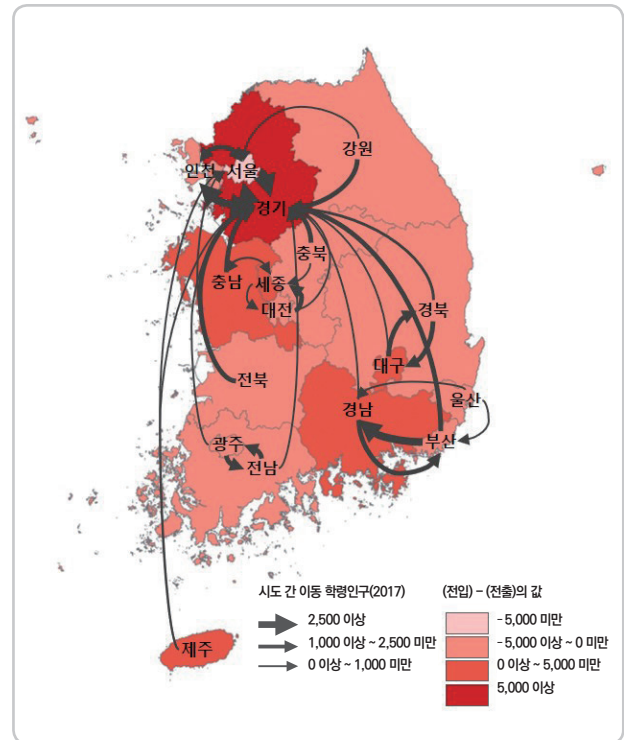 강원
인천 서울
경기
충북
충남 세종
대전
경북
대구
전북
경남 울산
부산
광주
전남
제주
시도 간 이동 학령인구(2017)
2,500 이상
1,000 이상 ~ 2,500 미만
0 이상 ~ 1,000 미만
(전입) - (전출)의 값
- 5,000 미만
- 5,000 이상 ~ 0 미만
0 이상 ~ 5,000 미만
5,000 이상